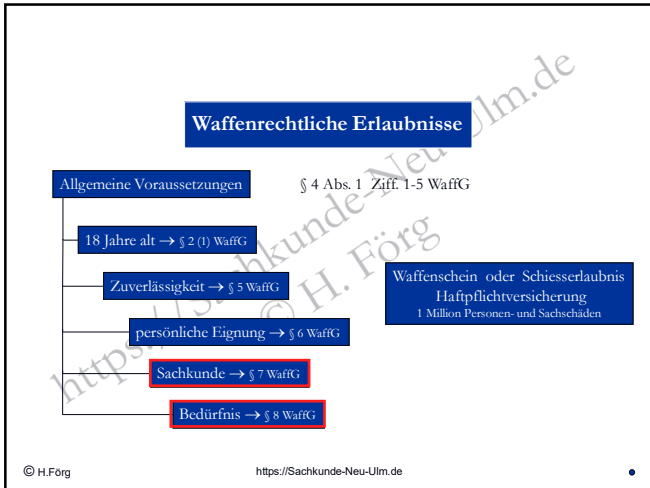 Waffenrechtliche Erlaubnisse
Allgemeine Voraussetzungen
§ 4 Abs. 1 Ziff. 1-5 WaffG
18 Jahre alt → § 2 (1) WaffG
Zuverlässigkeit → § 5 WaffG
persönliche Eignung → § 6 WaffG
Sachkunde → § 7 WaffG
Bedürfnis → § 8 WaffG
Waffenschein oder Schiesserlaubnis
Haftpflichtversicherung
1 Million Personen- und Sachschäden
https://Sachkunde-Neu-Ulm.de
© H. Förg
© H.Förg
https://Sachkunde-Neu-Ulm.de